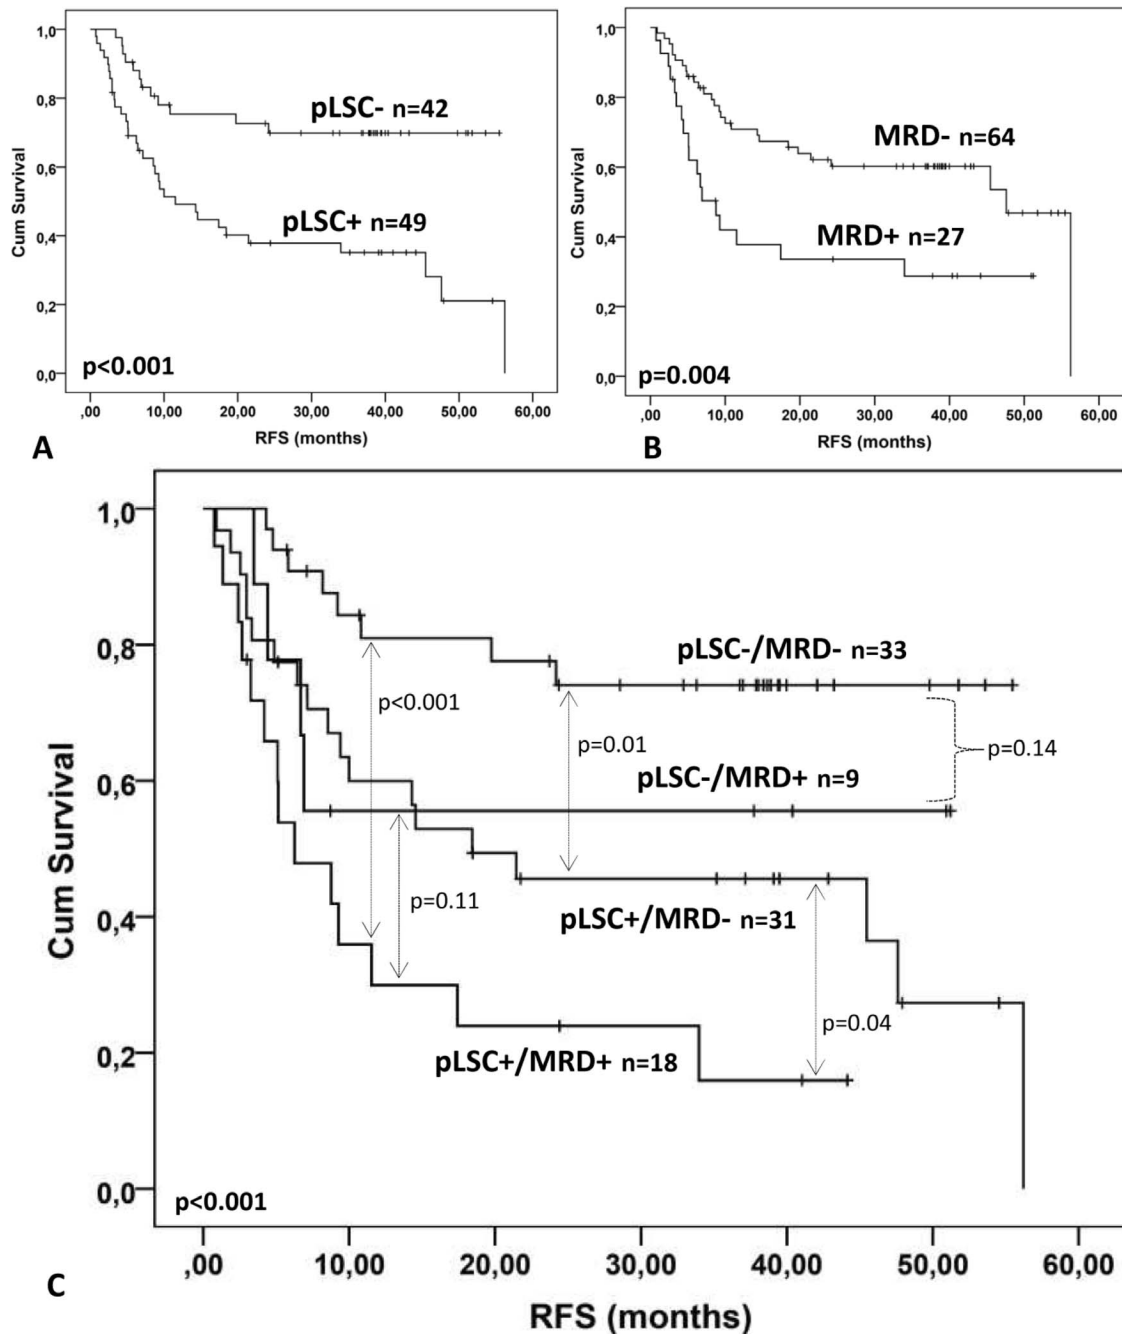 1,0
0,8
0,6
0,4
0,2
0,0
Cum Survival
pLSC- n=42
pLSC+ n=49
p<0.001
,00 10,00 20,00 30,00 40,00 50,00 60,00
RFS (months)
A
1,0
0,8
0,6
0,4
0,2
0,0
Cum Survival
MRD- n=64
MRD+ n=27
p=0.004
,00 10,00 20,00 30,00 40,00 50,00 60,00
RFS (months)
B
1,0
0,8
0,6
0,4
0,2
0,0
Cum Survival
pLSC-/MRD- n=33
p<0.001
p=0.01
p=0.14
pLSC-/MRD+ n=9
p=0.11
pLSC+/MRD- n=31
p=0.04
pLSC+/MRD+ n=18
p<0.001
,00 10,00 20,00 30,00 40,00 50,00 60,00
RFS (months)
C